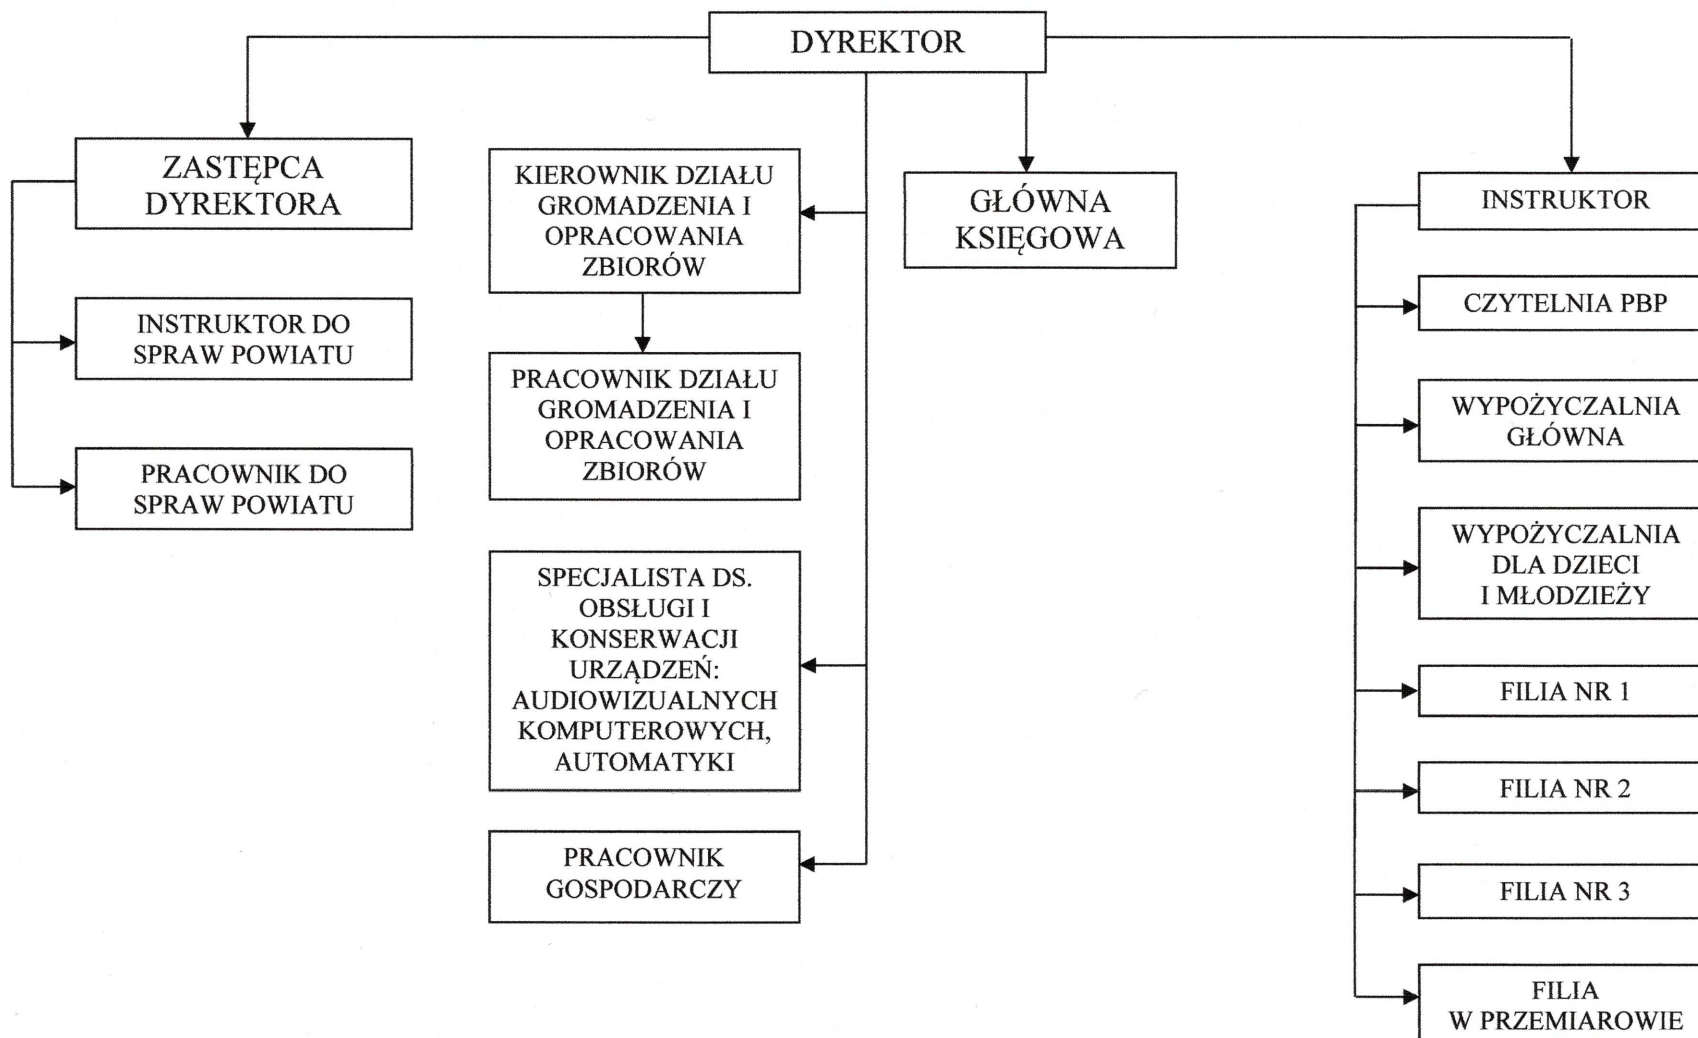 DYREKTOR
ZASTĘPCA
DYREKTORA
INSTRUKTOR DO
SPRAW POWIATU
PRACOWNIK DO
SPRAW POWIATU
KIEROWNIK DZIAŁU
GROMADZENIA I
OPRACOWANIA
ZBIORÓW
PRACOWNIK DZIAŁU
GROMADZENIA I
OPRACOWANIA
ZBIORÓW
SPECJALISTA DS.
OBSŁUGI I
KONSERWACJI
URZĄDZEŃ:
AUDIOWIZUALNYCH
KOMPUTEROWYCH,
AUTOMATYKI
PRACOWNIK
GOSPODARCZY
GŁÓWNA
KSIĘGOWA
INSTRUKTOR
CZYTELNIA PBP
WYPOŻYCZALNIA
GŁÓWNA
WYPOŻYCZALNIA
DLA DZIECI
I MŁODZIEŻY
FILIA NR 1
FILIA NR 2
FILIA NR 3
FILIA
W PRZEMIAROWIE